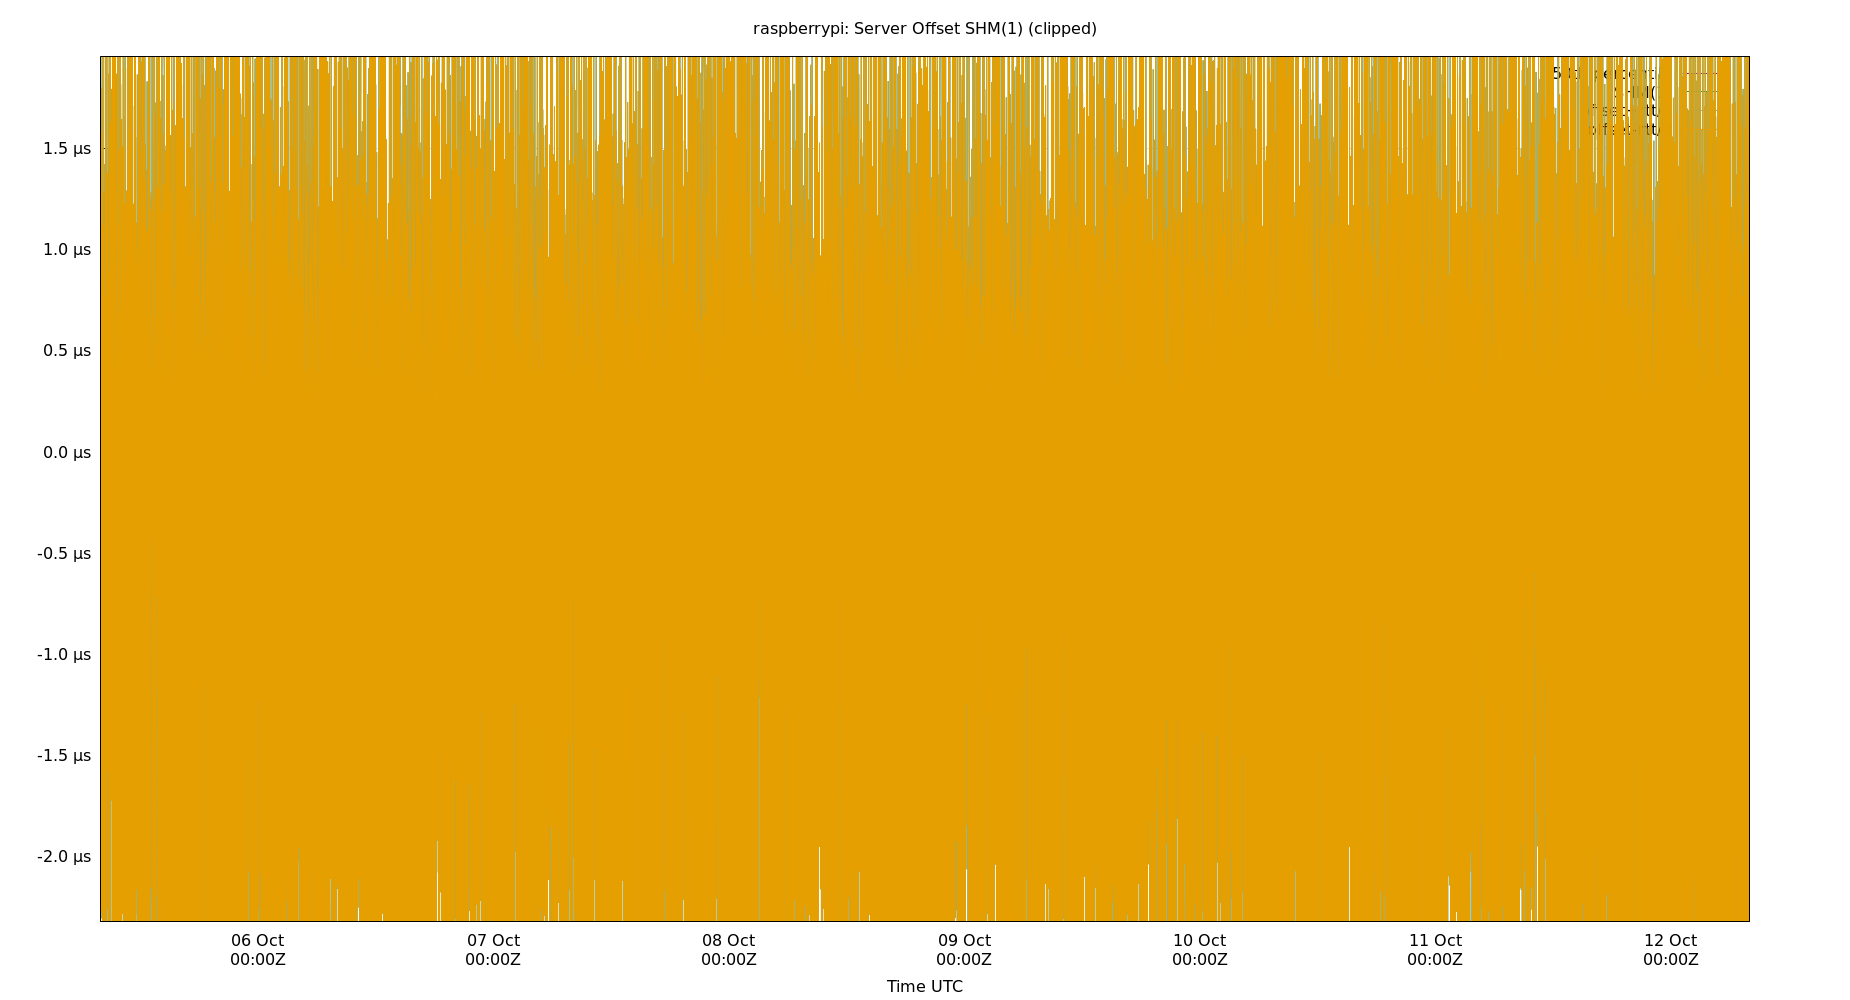 raspberrypi: Server Offset SHM(1) (clipped)
1.5 µs
1.0 µs
0.5 µs
0.0 µs
-0.5 µs
-1.0 µs
-1.5 µs
-2.0 µs
06 Oct 07 Oct 08 Oct 09 Oct 10 Oct 11 Oct 12 Oct
00:00Z 00:00Z 00:00Z 00:00Z 00:00Z 00:00Z 00:00Z
Time UTC